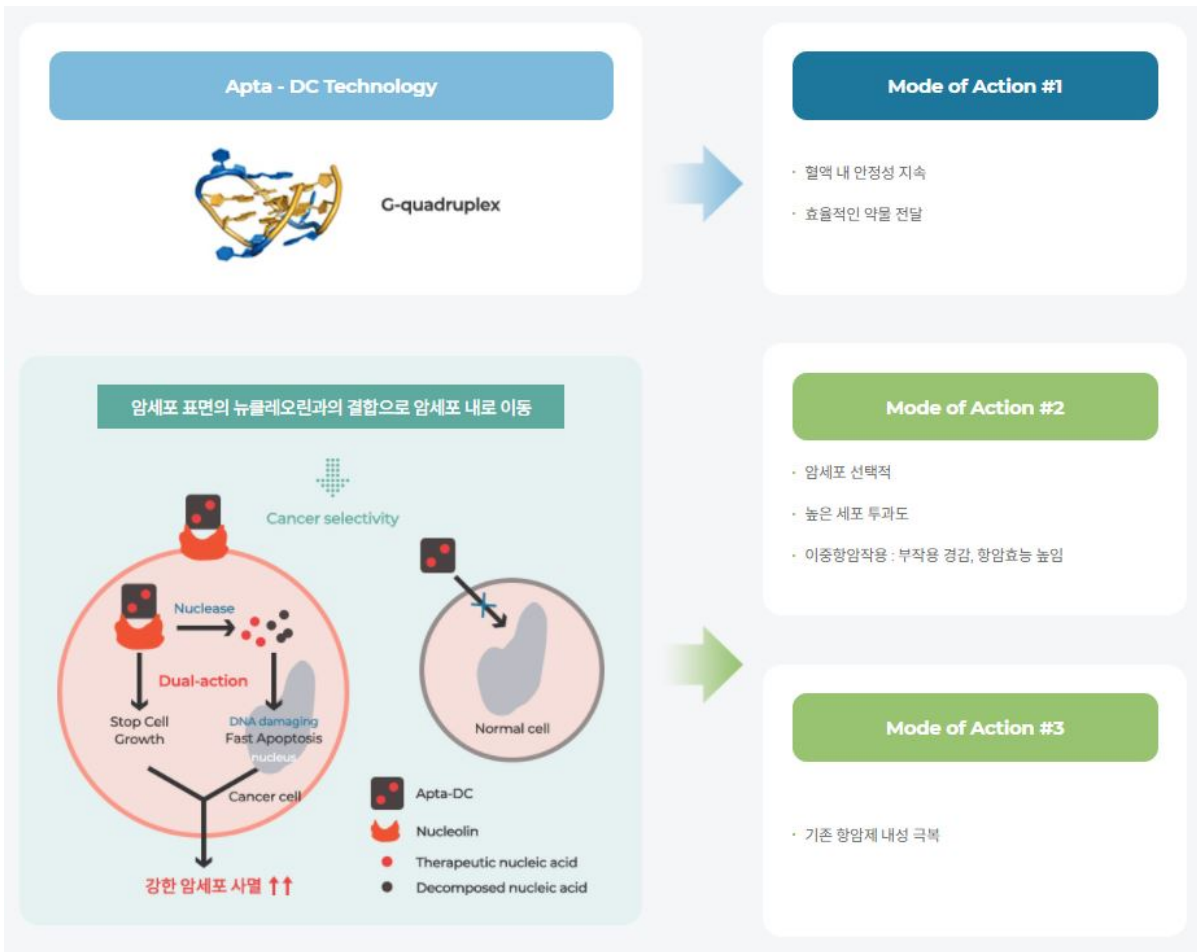 Apta - DC Technology
G-quadruplex
Mode of Action #1
· 혈액 내 안정성 지속
· 효율적인 약물 전달
암세포 표면의 뉴클레오린과의 결합으로 암세포 내로 이동
Cancer selectivity
Nuclease
Dual-action
Stop Cell
Growth
DNA damaging
Fast Apoptosis
nucleus
Cancer cell
강한 암세포 사멸 ↑↑
Normal cell
Apta-DC
Nucleolin
Therapeutic nucleic acid
Decomposed nucleic acid
Mode of Action #2
· 암세포 선택적
· 높은 세포 투과도
· 이중항암작용 : 부작용 경감, 항암효능 높임
Mode of Action #3
· 기존 항암제 내성 극복